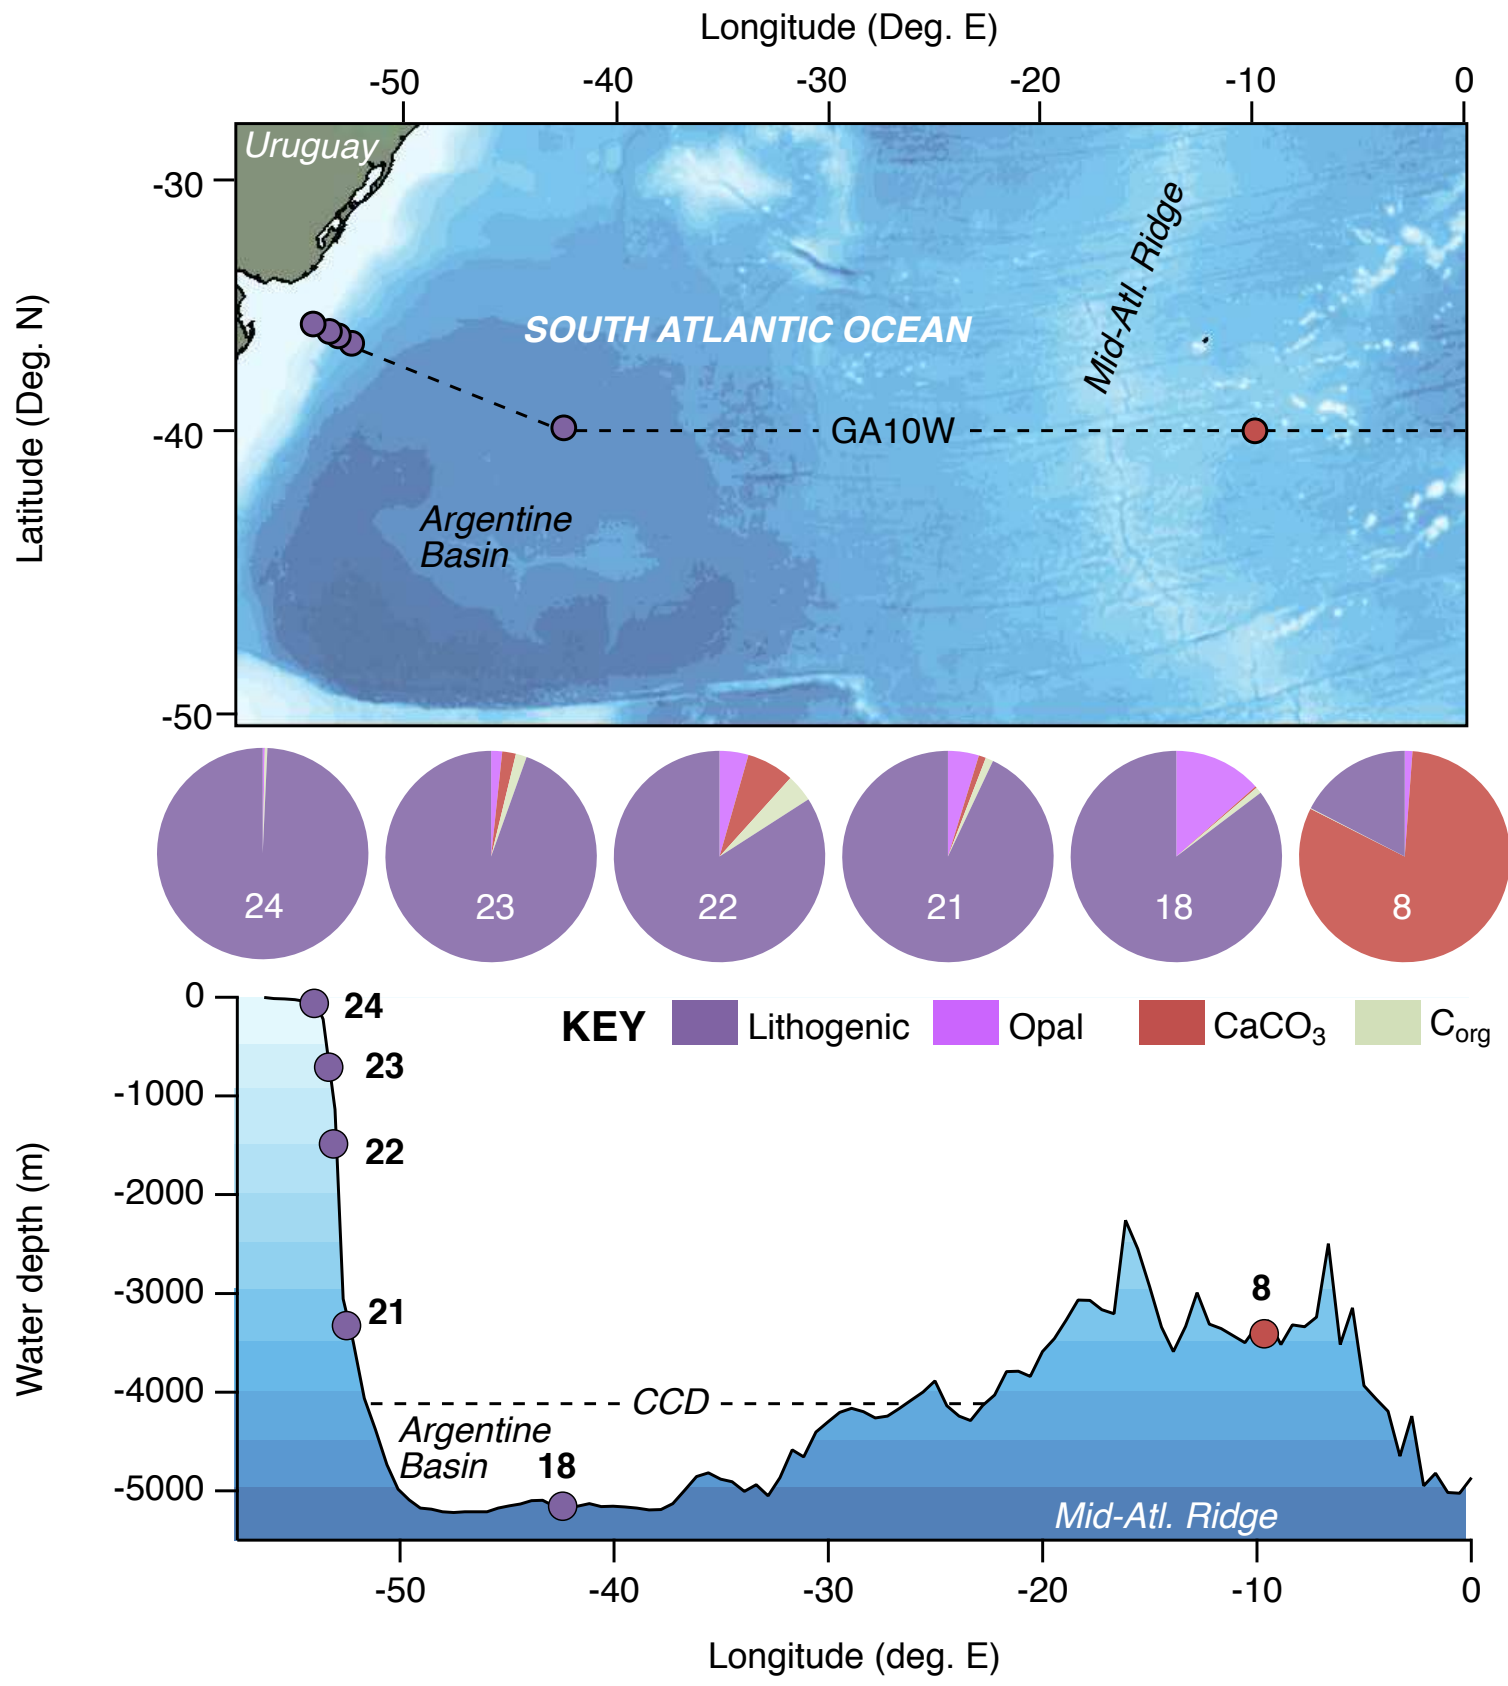 Longitude (Deg. E)
-50 -40 -30 -20 -10 0
Uruguay
-30
Mid-Atl. Ridge
SOUTH ATLANTIC OCEAN
Latitude (Deg. N)
-40
GA10W
Argentine
Basin
-50
24 23 22 21 18 8
0
24
KEY Lithogenic Opal CaCO₃ C_org
23
-1000
22
-2000
Water depth (m)
-3000
8
21
-4000
CCD
Argentine
Basin 18
-5000
Mid-Atl. Ridge
-50 -40 -30 -20 -10 0
Longitude (deg. E)